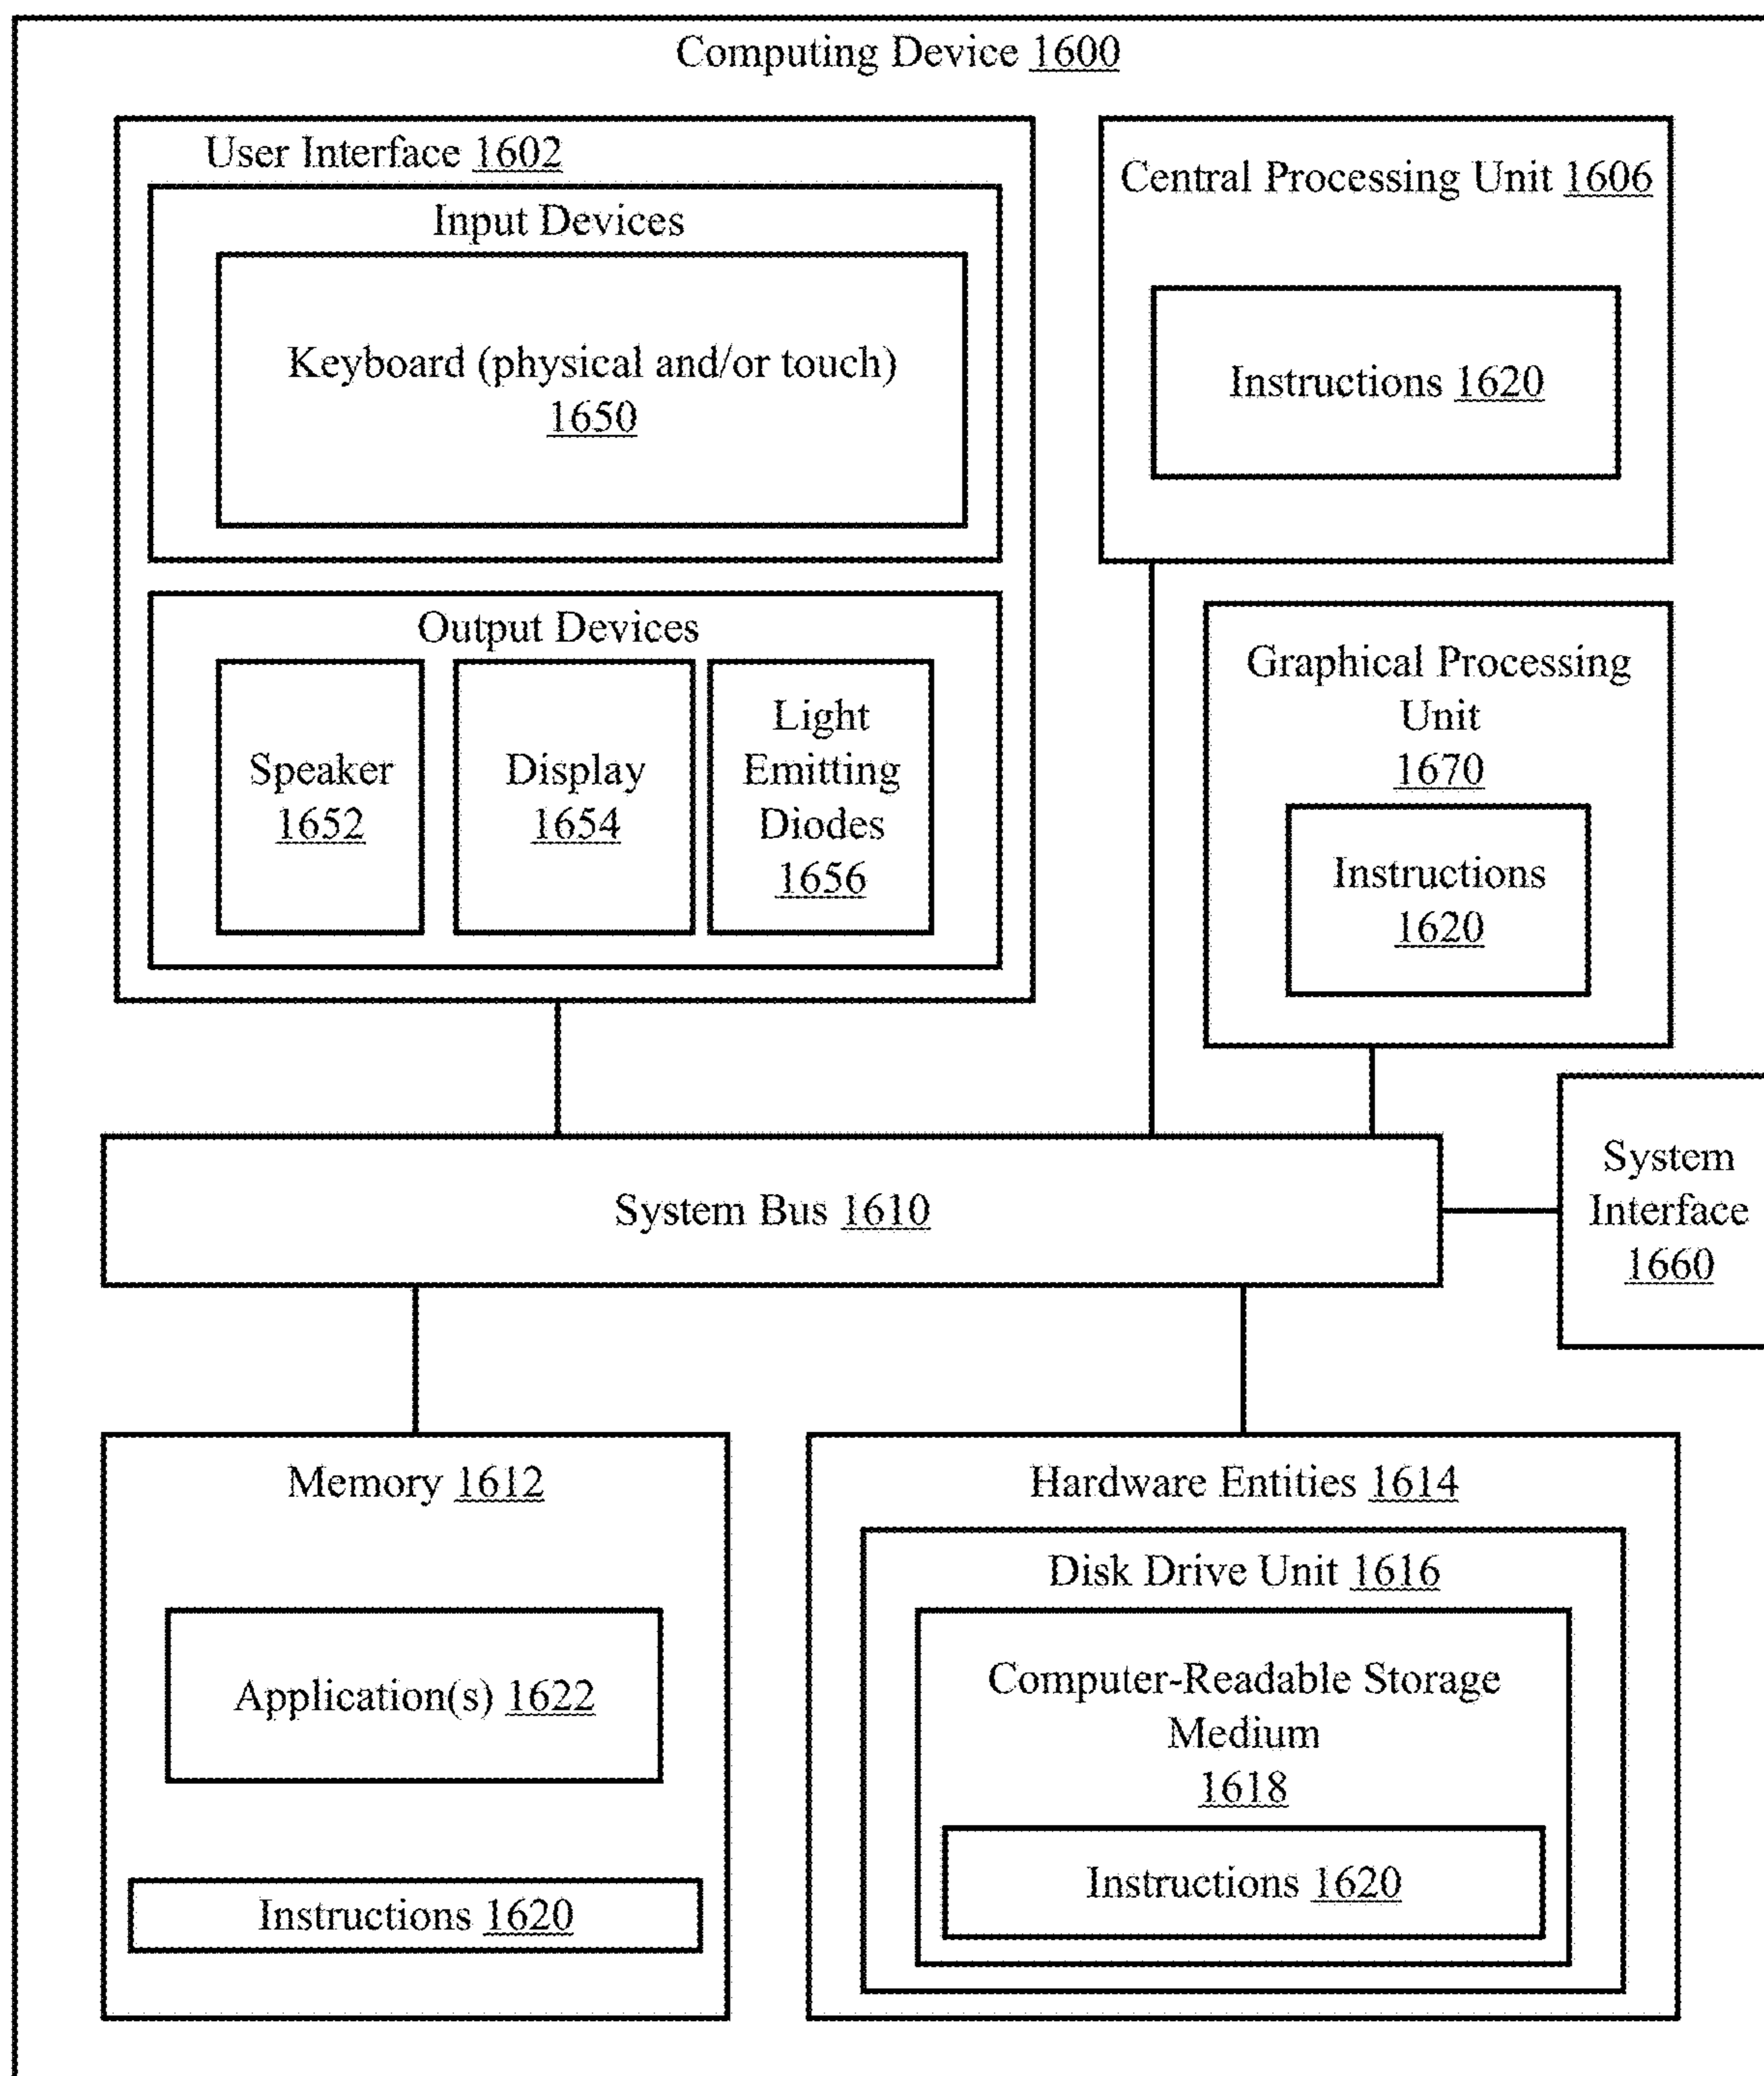 Computing Device 1600
User Interface 1602
Input Devices
Keyboard (physical and/or touch)
1650
Output Devices
Speaker
1652
Display
1654
Light
Emitting
Diodes
1656
Central Processing Unit 1606
Instructions 1620
Graphical Processing
Unit
1670
Instructions
1620
System Bus 1610
System
Interface
1660
Memory 1612
Application(s) 1622
Instructions 1620
Hardware Entities 1614
Disk Drive Unit 1616
Computer-Readable Storage
Medium
1618
Instructions 1620